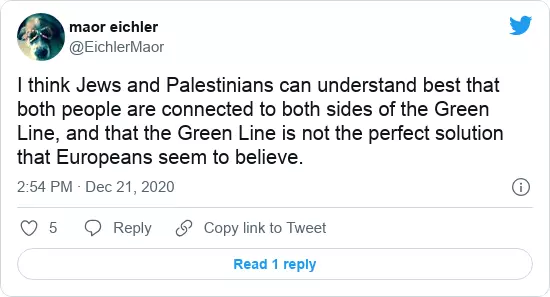 maor eichler
@EichlerMaor
I think Jews and Palestinians can understand best that
both people are connected to both sides of the Green
Line, and that the Green Line is not the perfect solution
that Europeans seem to believe.
2:54 PM · Dec 21, 2020
5 Reply Copy link to Tweet
Read 1 reply